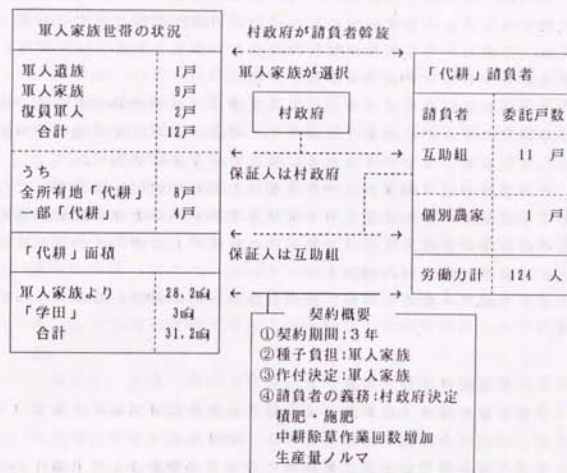 軍人家族世帯の状況
軍人遺族 1戸
軍人家族 9戸
復員軍人 2戸
合計 12戸
うち
全所有地「代耕」 8戸
一部「代耕」 4戸
「代耕」面積
軍人家族より 28.2㎢
「学田」 3㎢
合計 31.2㎢
村政府が請負者斡旋
軍人家族が選択
村政府
保証人は村政府
保証人は互助組
「代耕」請負者
請負者 委託戸数
互助組 11 戸
個別農家 1 戸
労働力計 124 人
契約概要
①契約期間:3年
②種子負担:軍人家族
③作付決定:軍人家族
④請負者の義務:村政府決定
積肥・施肥
中耕除草作業回数増加
生産量ノルマ